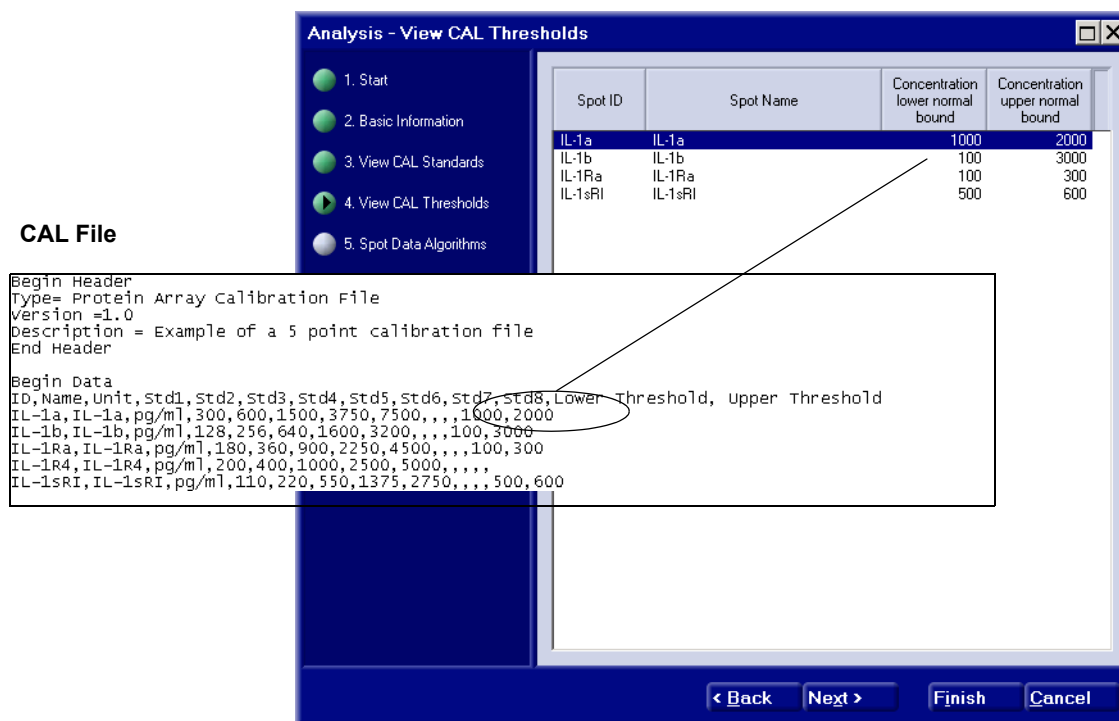 Analysis - View CAL Thresholds
1. Start
2. Basic Information
3. View CAL Standards
4. View CAL Thresholds
5. Spot Data Algorithms
Spot ID Spot Name Concentration lower normal bound Concentration upper normal bound
IL-1a IL-1a 1000 2000
IL-1b IL-1b 100 3000
IL-1Ra IL-1Ra 100 300
IL-1sRI IL-1sRI 500 600
CAL File
Begin Header
Type= Protein Array Calibration File
Version =1.0
Description = Example of a 5 point calibration file
End Header
Begin Data
ID,Name,Unit,Std1,Std2,Std3,Std4,Std5,Std6,Std7,Std8,Lower Threshold, Upper Threshold
IL-1a,IL-1a,pg/ml,300,600,1500,3750,7500,,,,1000,2000
IL-1b,IL-1b,pg/ml,128,256,640,1600,3200,,,,100,3000
IL-1Ra,IL-1Ra,pg/ml,180,360,900,2250,4500,,,,100,300
IL-1R4,IL-1R4,pg/ml,200,400,1000,2500,5000,,,,,
IL-1sRI,IL-1sRI,pg/ml,110,220,550,1375,2750,,,,500,600
< Back Next > Finish Cancel